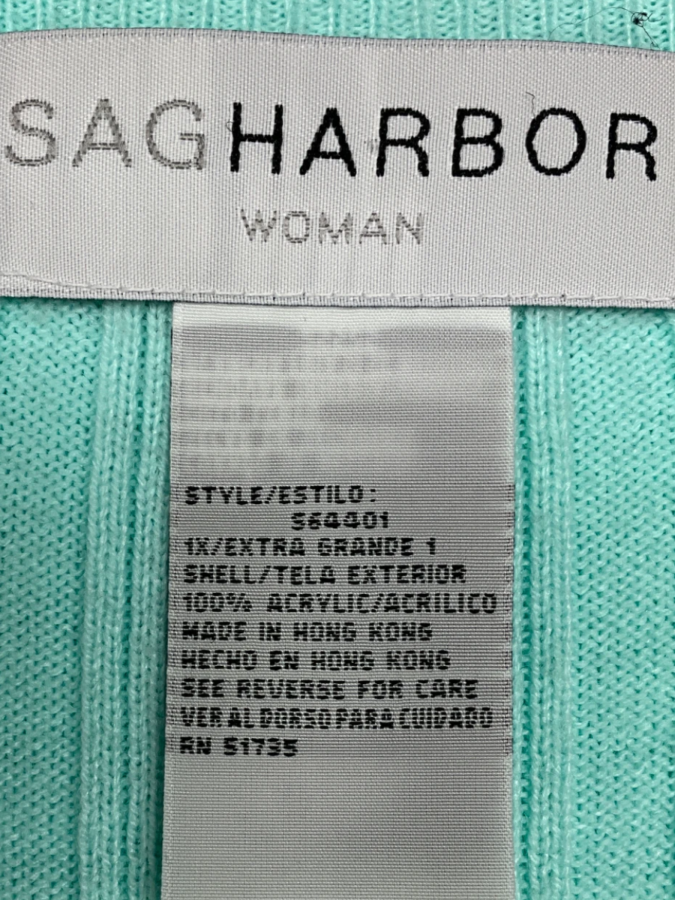 SAGHARBOR
WOMAN
STYLE/ESTILO:
S64401
1X/EXTRA GRANDE 1
SHELL/TELA EXTERIOR
100% ACRYLIC/ACRILICO
MADE IN HONG KONG
HECHO EN HONG KONG
SEE REVERSE FOR CARE
VER AL DORSO PARA CUIDADO
RN 51735